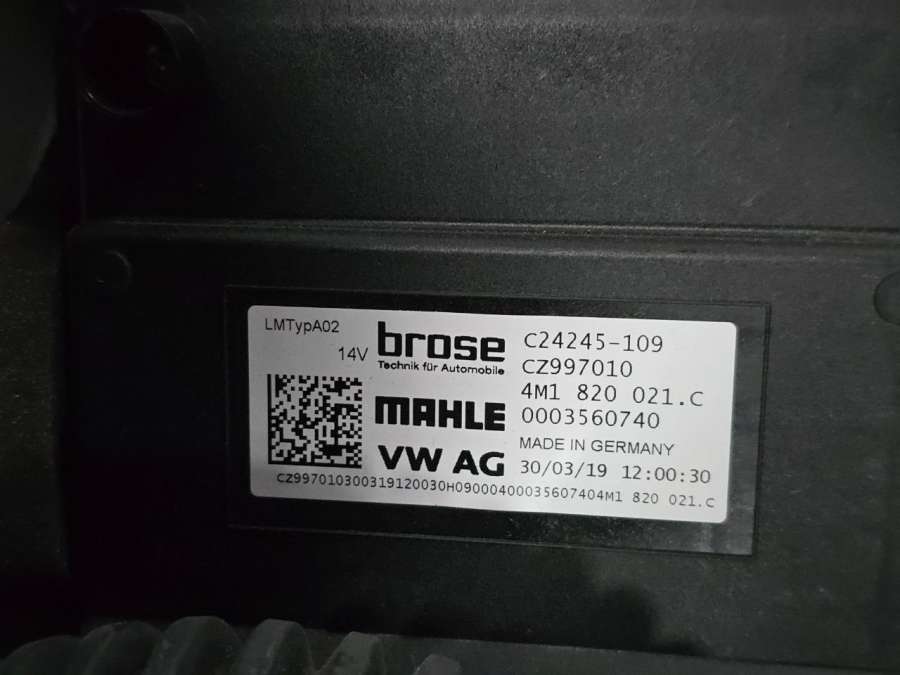 LMTypA02
14V
brose
Technik für Automobile
MAHLE
VW AG
C24245-109
CZ997010
4M1 820 021.C
0003560740
MADE IN GERMANY
30/03/19 12:00:30
CZ997010300319120030H09000400035607404M1 820 021.C